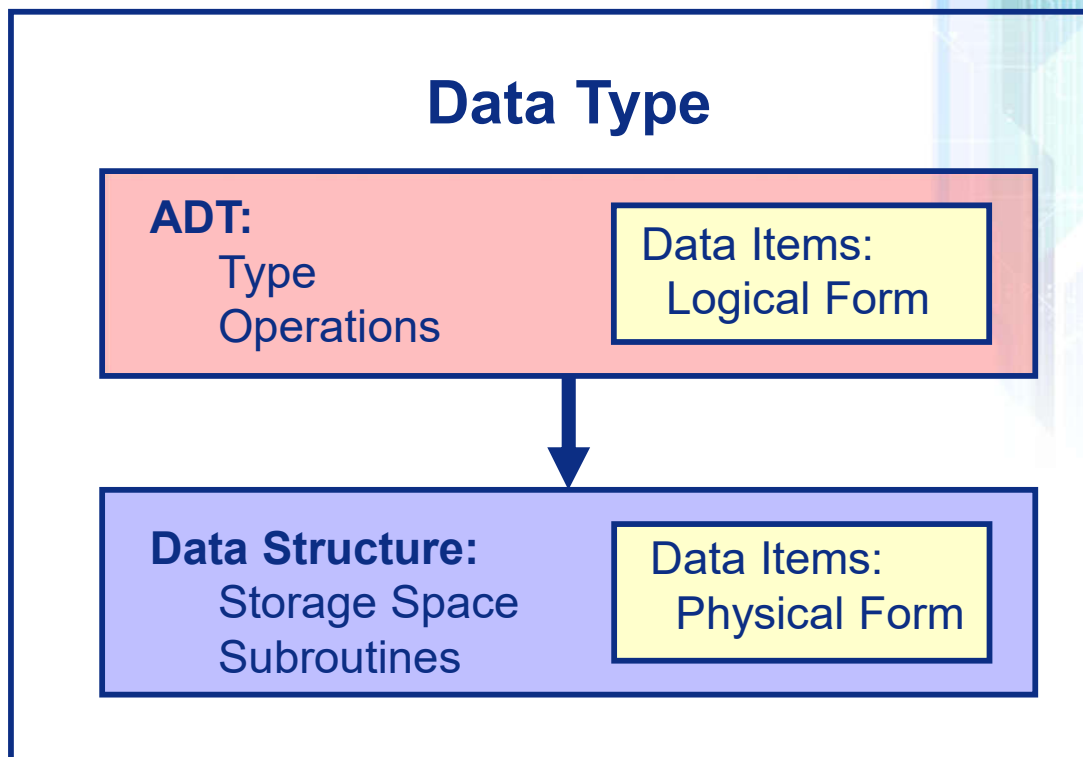 Data Type
ADT:
Type
Operations
Data Items:
Logical Form
Data Structure:
Storage Space
Subroutines
Data Items:
Physical Form